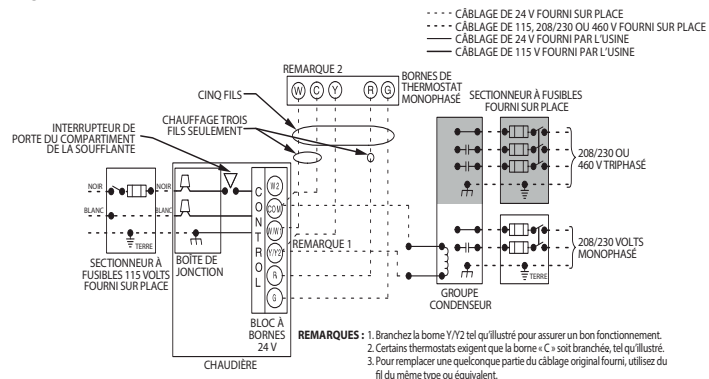 CÂBLAGE DE 24 V FOURNI SUR PLACE
CÂBLAGE DE 115, 208/230 OU 460 V FOURNI SUR PLACE
CÂBLAGE DE 24 V FOURNI PAR L'USINE
CÂBLAGE DE 115 V FOURNI PAR L'USINE
REMARQUE 2
W C Y R G
BORNES DE
THERMOSTAT
MONOPHASÉ
CINQ FILS
CHAUFFAGE TROIS
FILS SEULEMENT
INTERRUPTEUR DE
PORTE DU COMPARTIMENT
DE LA SOUFFLANTE
SECTIONNEUR À FUSIBLES
FOURNI SUR PLACE
208/230 OU
460 V TRIPHASÉ
NOIR
NOIR
BLANC
BLANC
TERRE
SECTIONNEUR À
FUSIBLES 115 VOLTS
FOURNI SUR PLACE
BOÎTE DE
JONCTION
CONTROL
W2
COM
W/W1
Y/Y2
R
G
REMARQUE 1
BLOC À
BORNES
24 V
CHAUDIÈRE
208/230 VOLTS
MONOPHASÉ
TERRE
GROUPE
CONDENSEUR
REMARQUES : 1. Branchez la borne Y/Y2 tel qu'illustré pour assurer un bon fonctionnement.
2. Certains thermostats exigent que la borne « C » soit branchée, tel qu'illustré.
3. Pour remplacer une quelconque partie du câblage original fourni, utilisez du
fil du même type ou équivalent.